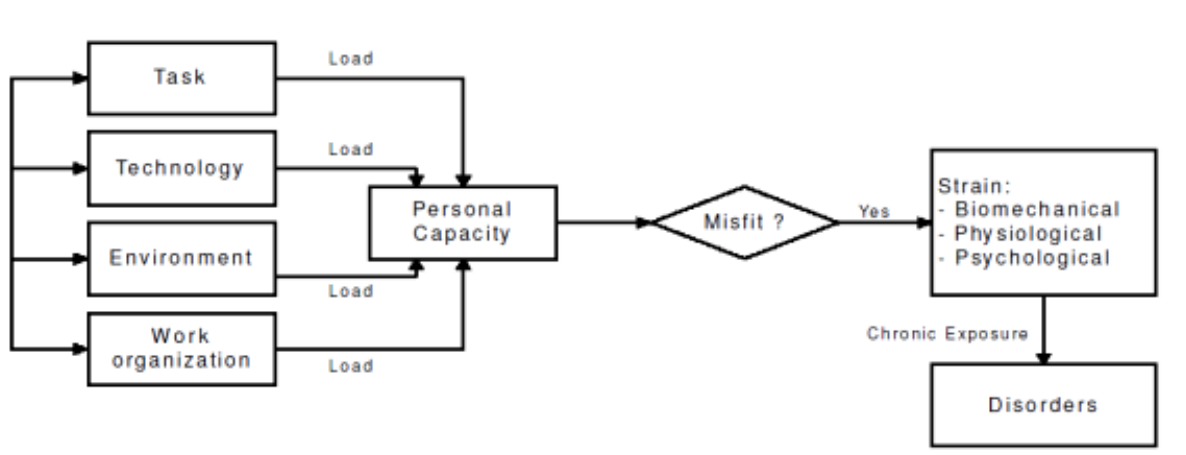 Load
Task
Load
Technology
Environment
Load
Work
organization
Load
Personal
Capacity
Misfit ?
Yes
Strain:
- Biomechanical
- Physiological
- Psychological
Chronic Exposure
Disorders